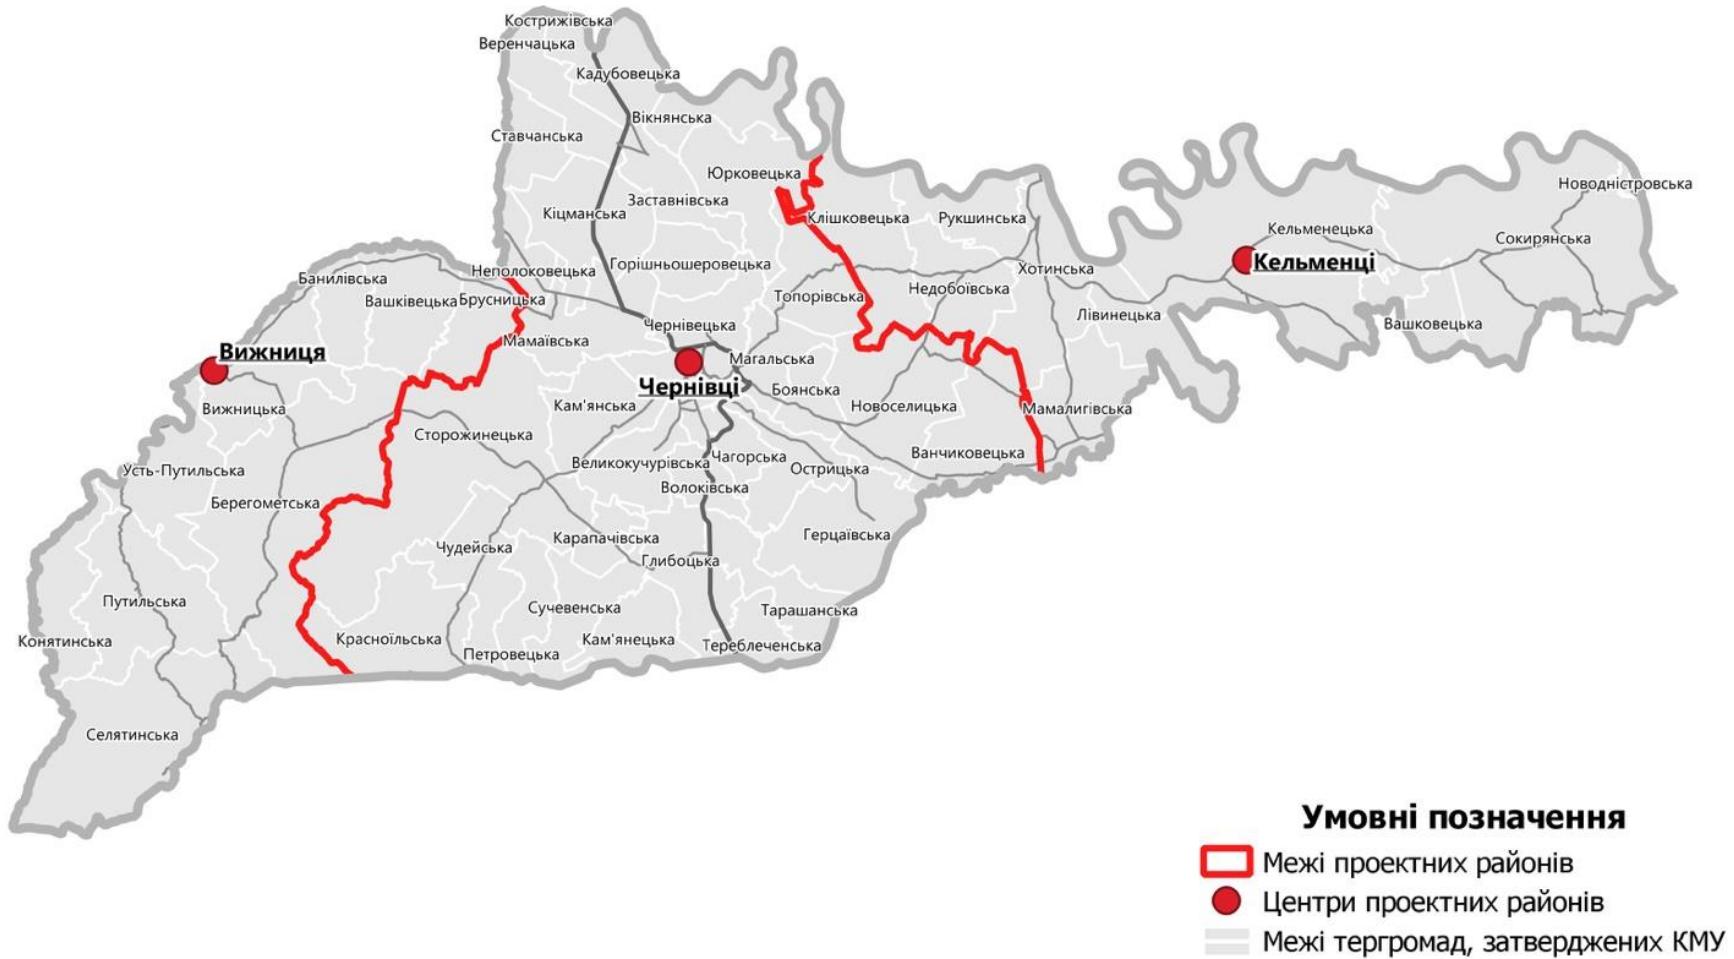 Кострижівська
Веренчацька
Кадубовецька
Вікнянська
Ставчанська
Юрковецька
Новодністровська
Заставнівська
Кіцманська
Клішковецька
Рукшинська
Кельменецька
Сокирянська
Кельменці
Горішньошеровецька
Неполоковецька
Хотинська
Банилівська
Недобоївська
Топорівська
Вашківецька
Брусницька
Лівинецька
Вашковецька
Чернівецька
Мамаївська
Вижниця
Магальська
Чернівці
Боянська
Вижницька
Кам'янська
Новоселицька
Мамалигівська
Сторожинецька
Ванчиковецька
Чагорська
Великокучурівська
Острицька
Усть-Путильська
Волоківська
Берегометська
Герцаївська
Карапачівська
Чудейська
Глибоцька
Путильська
Сучевенська
Тарашанська
Конятинська
Красноїльська
Кам'янецька
Тереблеченська
Петровецька
Селятинська
Умовні позначення
Межі проектних районів
Центри проектних районів
Межі тергромад, затверджених КМУ